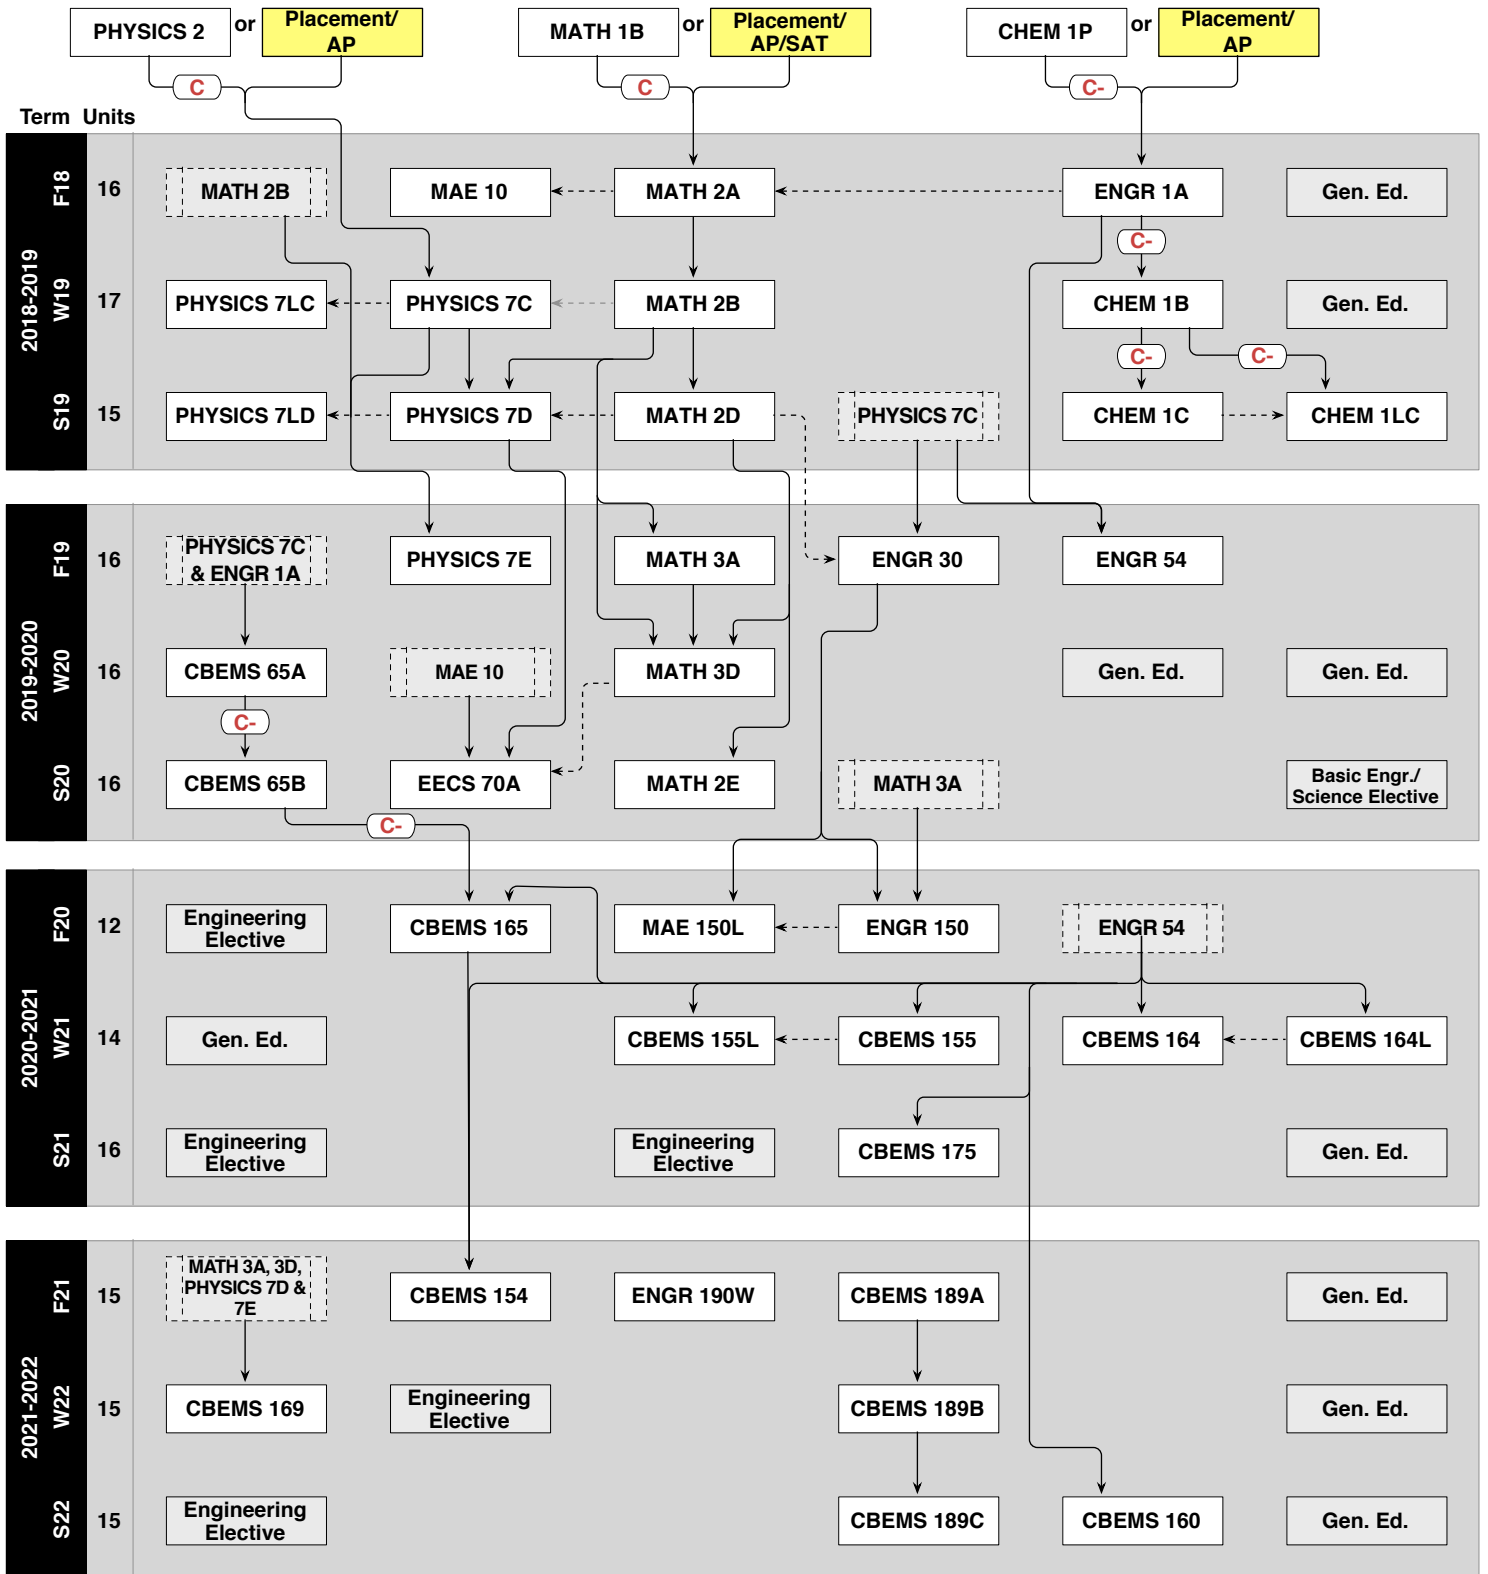 PHYSICS 2
or
Placement/
AP
MATH 1B
or
Placement/
AP/SAT
CHEM 1P
or
Placement/
AP
C
C
C-
Term Units
2018-2019
F18
16
MATH 2B
MAE 10
MATH 2A
ENGR 1A
Gen. Ed.
C-
W19
17
PHYSICS 7LC
PHYSICS 7C
MATH 2B
CHEM 1B
Gen. Ed.
C-
C-
S19
15
PHYSICS 7LD
PHYSICS 7D
MATH 2D
PHYSICS 7C
CHEM 1C
CHEM 1LC
2019-2020
F19
16
PHYSICS 7C
& ENGR 1A
PHYSICS 7E
MATH 3A
ENGR 30
ENGR 54
W20
16
CBEMS 65A
MAE 10
MATH 3D
Gen. Ed.
Gen. Ed.
C-
S20
16
CBEMS 65B
EECS 70A
MATH 2E
MATH 3A
Basic Engr./
Science Elective
C-
2020-2021
F20
12
Engineering
Elective
CBEMS 165
MAE 150L
ENGR 150
ENGR 54
W21
14
Gen. Ed.
CBEMS 155L
CBEMS 155
CBEMS 164
CBEMS 164L
S21
16
Engineering
Elective
Engineering
Elective
CBEMS 175
Gen. Ed.
2021-2022
F21
15
MATH 3A, 3D,
PHYSICS 7D &
7E
CBEMS 154
ENGR 190W
CBEMS 189A
Gen. Ed.
W22
15
CBEMS 169
Engineering
Elective
CBEMS 189B
Gen. Ed.
S22
15
Engineering
Elective
CBEMS 189C
CBEMS 160
Gen. Ed.